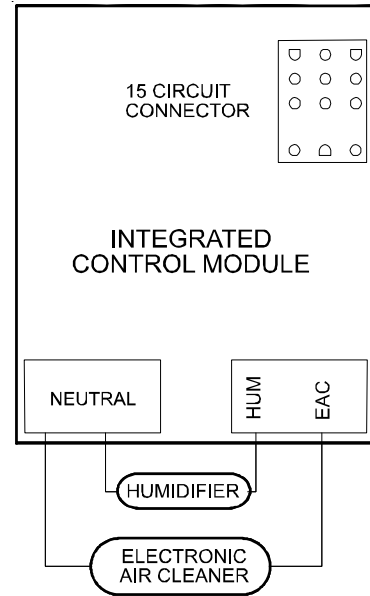 15 CIRCUIT
CONNECTOR
INTEGRATED
CONTROL MODULE
NEUTRAL
HUM
EAC
HUMIDIFIER
ELECTRONIC
AIR CLEANER